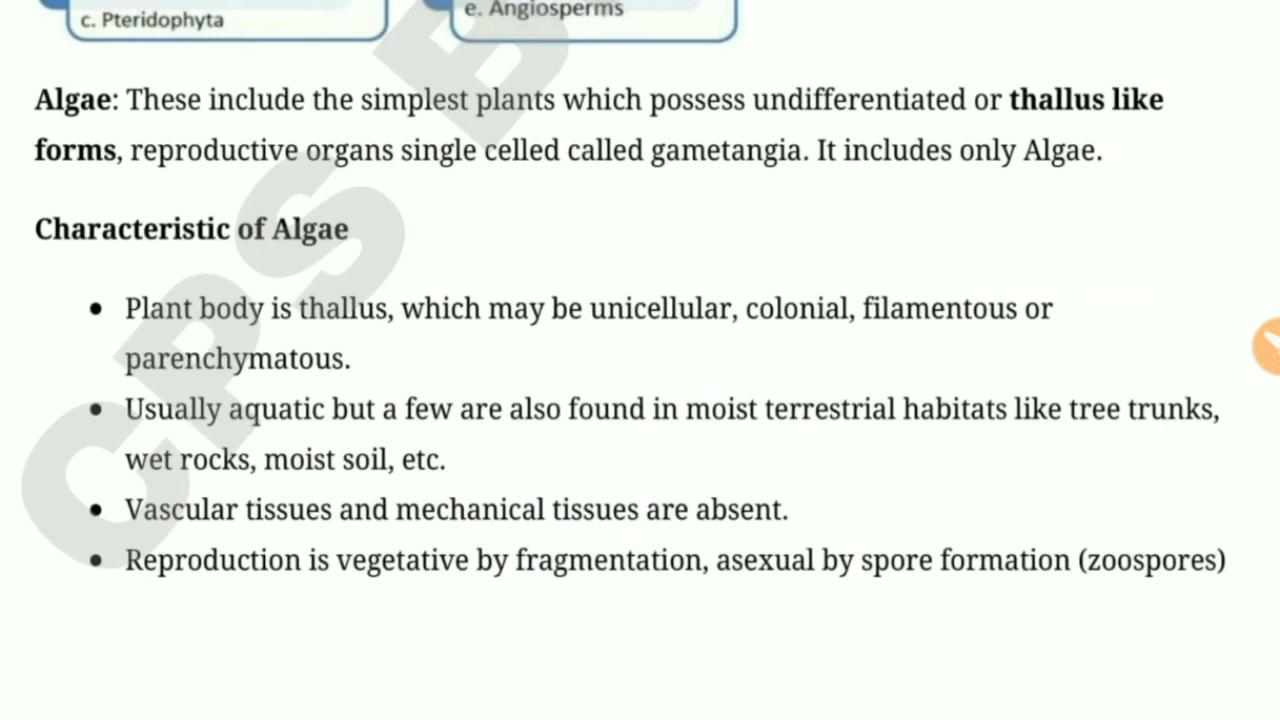 c. Pteridophyta
e. Angiosperms
Algae: These include the simplest plants which possess undifferentiated or thallus like
forms, reproductive organs single celled called gametangia. It includes only Algae.
Characteristic of Algae
• Plant body is thallus, which may be unicellular, colonial, filamentous or
parenchymatous.
• Usually aquatic but a few are also found in moist terrestrial habitats like tree trunks,
wet rocks, moist soil, etc.
• Vascular tissues and mechanical tissues are absent.
• Reproduction is vegetative by fragmentation, asexual by spore formation (zoospores)
CPS B